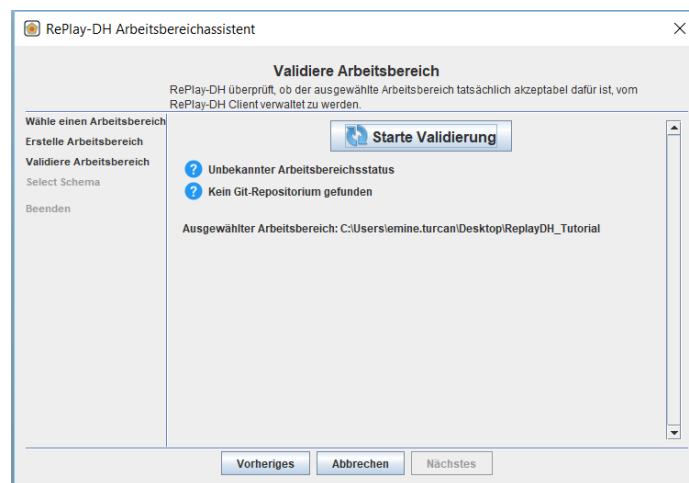 RePlay-DH Arbeitsbereichassistent
Validiere Arbeitsbereich
RePlay-DH überprüft, ob der ausgewählte Arbeitsbereich tatsächlich akzeptabel dafür ist, vom
RePlay-DH Client verwaltet zu werden.
Wähle einen Arbeitsbereich
Erstelle Arbeitsbereich
Validiere Arbeitsbereich
Select Schema
Beenden
Starte Validierung
Unbekannter Arbeitsbereichsstatus
Kein Git-Repositorium gefunden
Ausgewählter Arbeitsbereich: C:\Users\emine.turcan\Desktop\ReplayDH_Tutorial
Vorheriges Abbrechen Nächstes